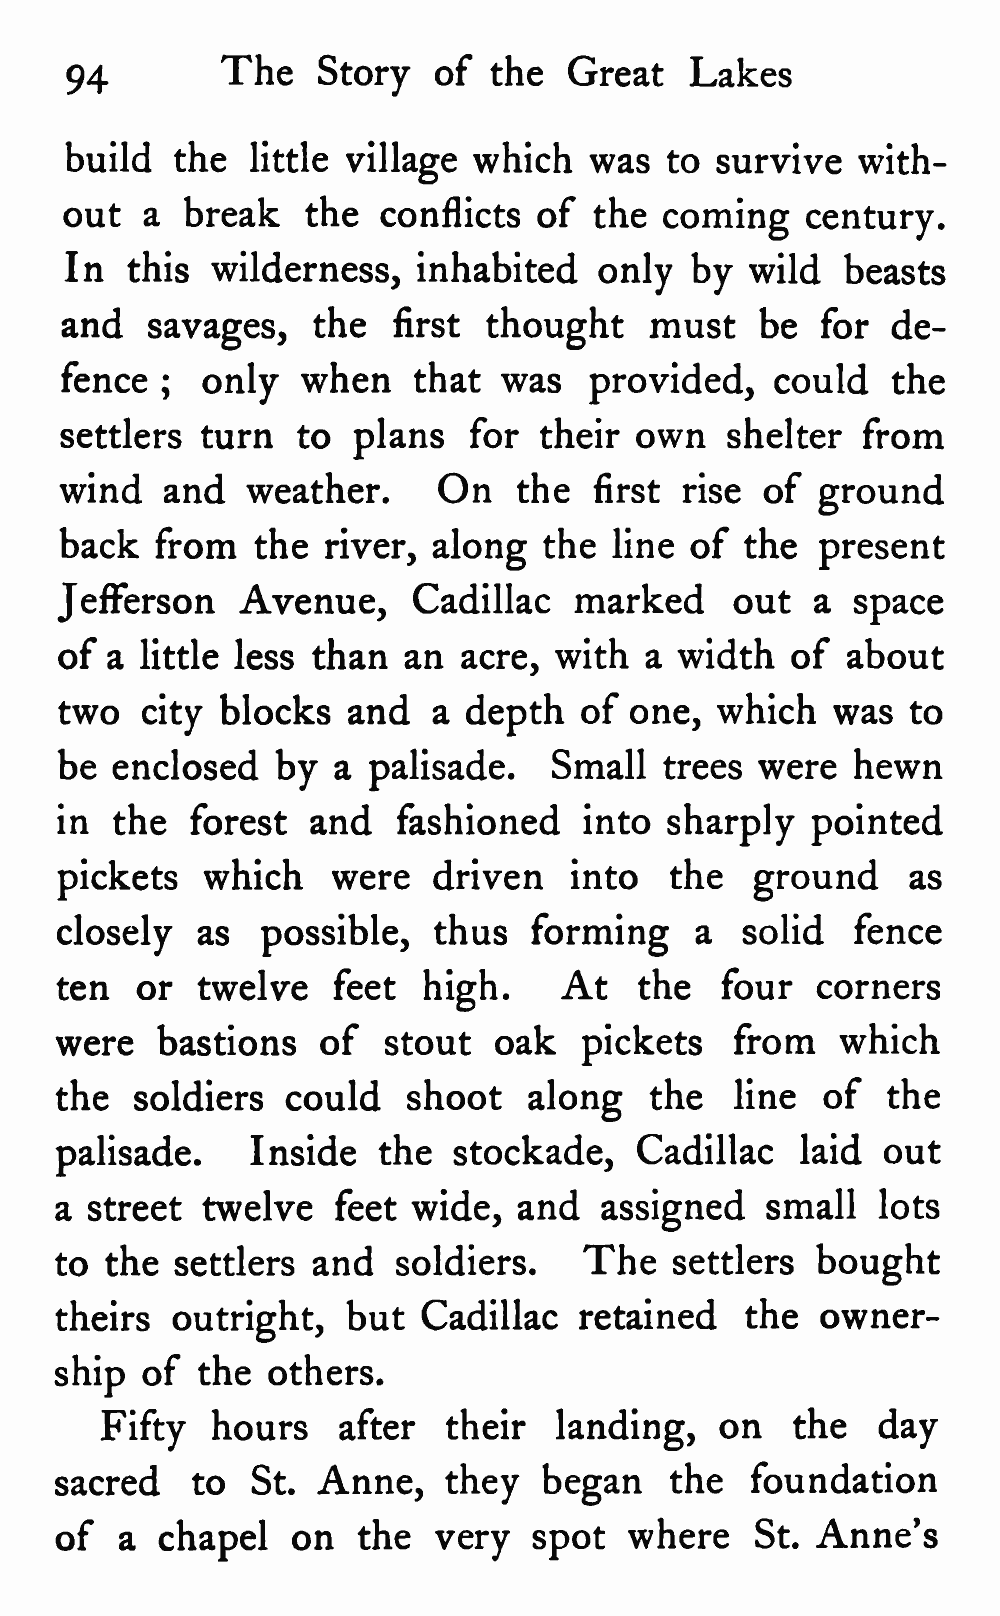 94 The Story of the Great Lakes
build the little village which was to survive with-
out a break the conflicts of the coming century.
In this wilderness, inhabited only by wild beasts
and savages, the first thought must be for de-
fence ; only when that was provided, could the
settlers turn to plans for their own shelter from
wind and weather. On the first rise of ground
back from the river, along the line of the present
Jefferson Avenue, Cadillac marked out a space
of a little less than an acre, with a width of about
two city blocks and a depth of one, which was to
be enclosed by a palisade. Small trees were hewn
in the forest and fashioned into sharply pointed
pickets which were driven into the ground as
closely as possible, thus forming a solid fence
ten or twelve feet high. At the four corners
were bastions of stout oak pickets from which
the soldiers could shoot along the line of the
palisade. Inside the stockade, Cadillac laid out
a street twelve feet wide, and assigned small lots
to the settlers and soldiers. The settlers bought
theirs outright, but Cadillac retained the owner-
ship of the others.
Fifty hours after their landing, on the day
sacred to St. Anne, they began the foundation
of a chapel on the very spot where St. Anne's